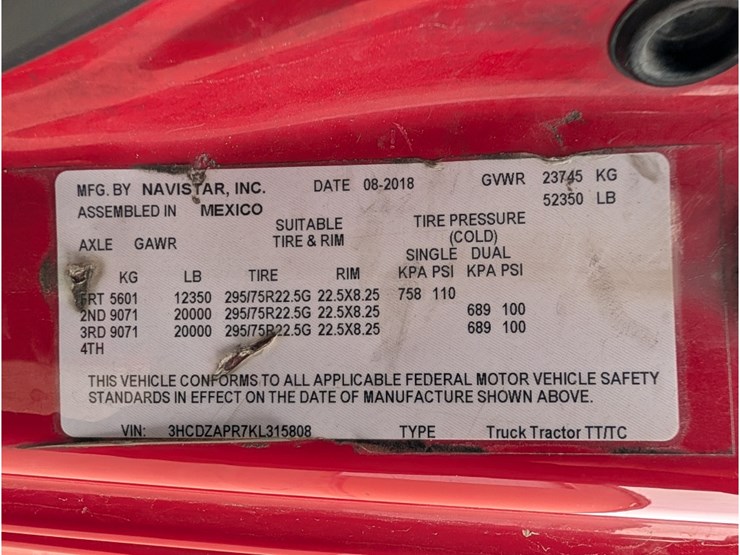 MFG. BY NAVISTAR, INC. DATE 08-2018 GVWR 23745 KG
ASSEMBLED IN MEXICO 52350 LB
SUITABLE TIRE PRESSURE
AXLE GAWR TIRE & RIM (COLD)
SINGLE DUAL
KG LB TIRE RIM KPA PSI KPA PSI
FRT 5601 12350 295/75R22.5G 22.5X8.25 758 110
2ND 9071 20000 295/75R22.5G 22.5X8.25 689 100
3RD 9071 20000 295/75R22.5G 22.5X8.25 689 100
4TH
THIS VEHICLE CONFORMS TO ALL APPLICABLE FEDERAL MOTOR VEHICLE SAFETY
STANDARDS IN EFFECT ON THE DATE OF MANUFACTURE SHOWN ABOVE.
VIN: 3HCDZAPR7KL315808 TYPE Truck Tractor TT/TC